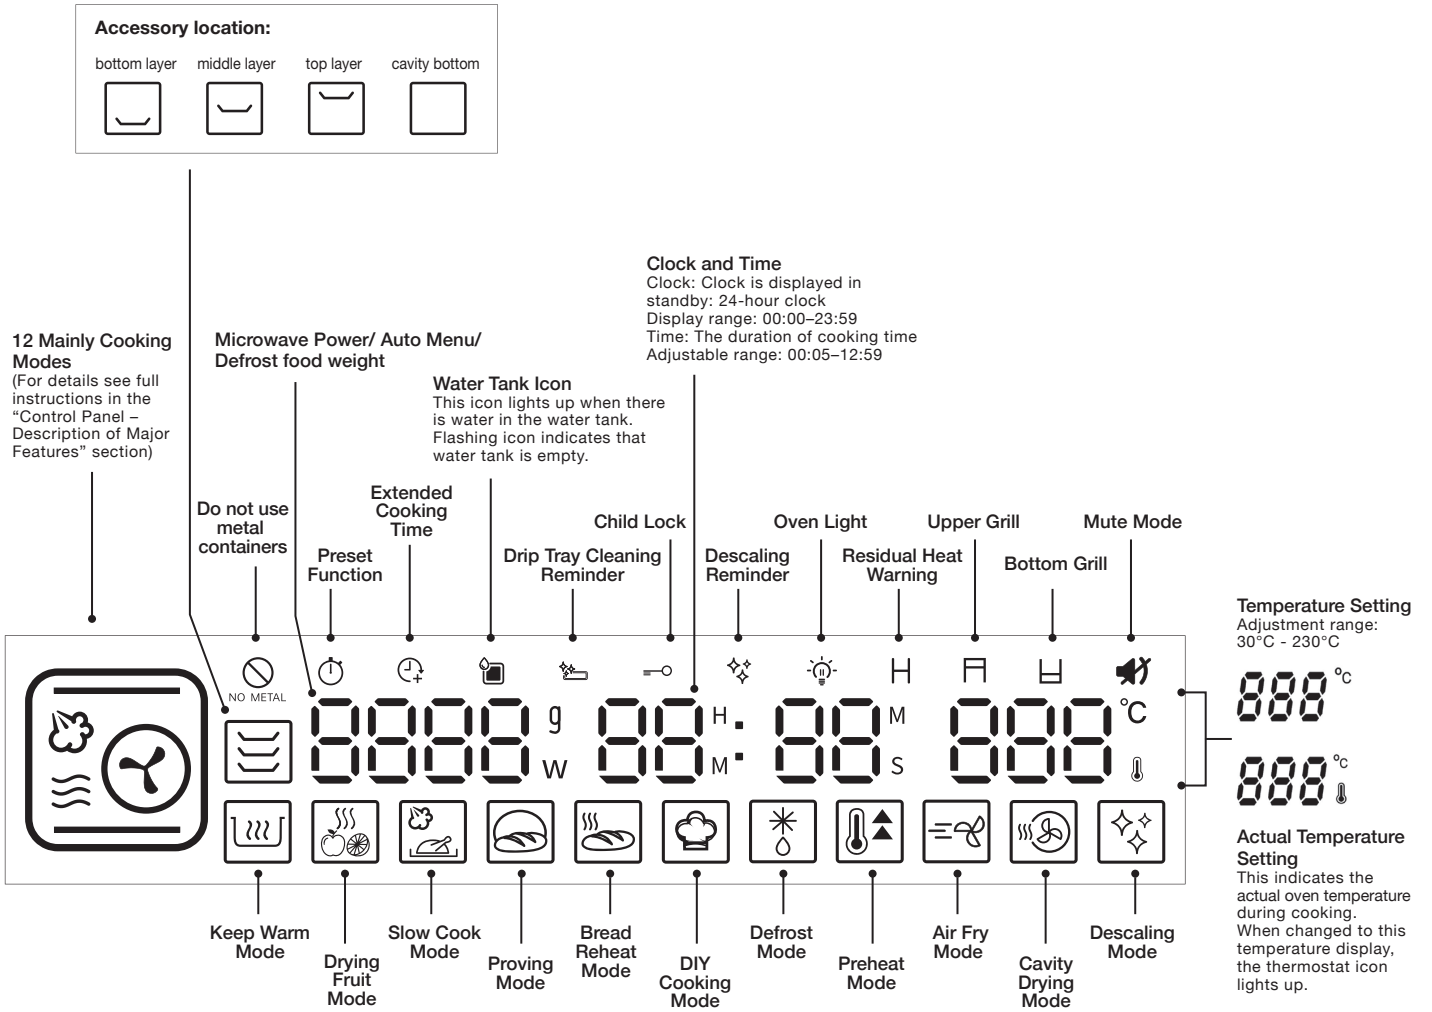 Accessory location:
bottom layer
middle layer
top layer
cavity bottom
Clock and Time
Clock: Clock is displayed in
standby: 24-hour clock
Display range: 00:00–23:59
Time: The duration of cooking time
Adjustable range: 00:05–12:59
12 Mainly Cooking
Modes
(For details see full
instructions in the
“Control Panel –
Description of Major
Features” section)
Microwave Power/ Auto Menu/
Defrost food weight
Water Tank Icon
This icon lights up when there
is water in the water tank.
Flashing icon indicates that
water tank is empty.
Do not use
metal
containers
Preset
Function
Extended
Cooking
Time
Drip Tray Cleaning
Reminder
Child Lock
Descaling
Reminder
Oven Light
Residual Heat
Warning
Upper Grill
Bottom Grill
Mute Mode
Temperature Setting
Adjustment range:
30°C - 230°C
888 °C
888 °C
Actual Temperature
Setting
This indicates the
actual oven temperature
during cooking.
When changed to this
temperature display,
the thermostat icon
lights up.
NO METAL
8888 g W
88 H M : 88 M S
888 °C
Keep Warm
Mode
Drying
Fruit
Mode
Slow Cook
Mode
Proving
Mode
Bread
Reheat
Mode
DIY
Cooking
Mode
Defrost
Mode
Preheat
Mode
Air Fry
Mode
Cavity
Drying
Mode
Descaling
Mode